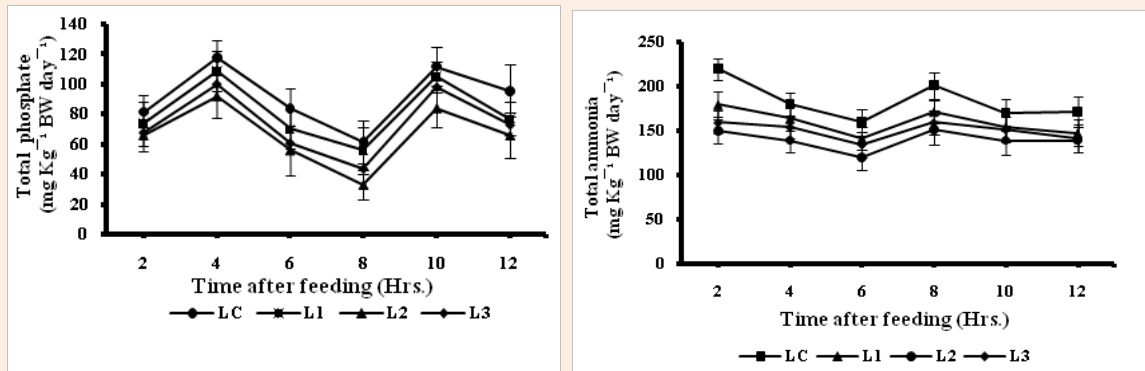 Total phosphate
(mg Kg⁻¹ BW day⁻¹)
140
120
100
80
60
40
20
0
2 4 6 8 10 12
Time after feeding (Hrs.)
LC L1 L2 L3
Total ammonia
(mg Kg⁻¹ BW day⁻¹)
250
200
150
100
50
0
2 4 6 8 10 12
Time after feeding (Hrs.)
LC L1 L2 L3